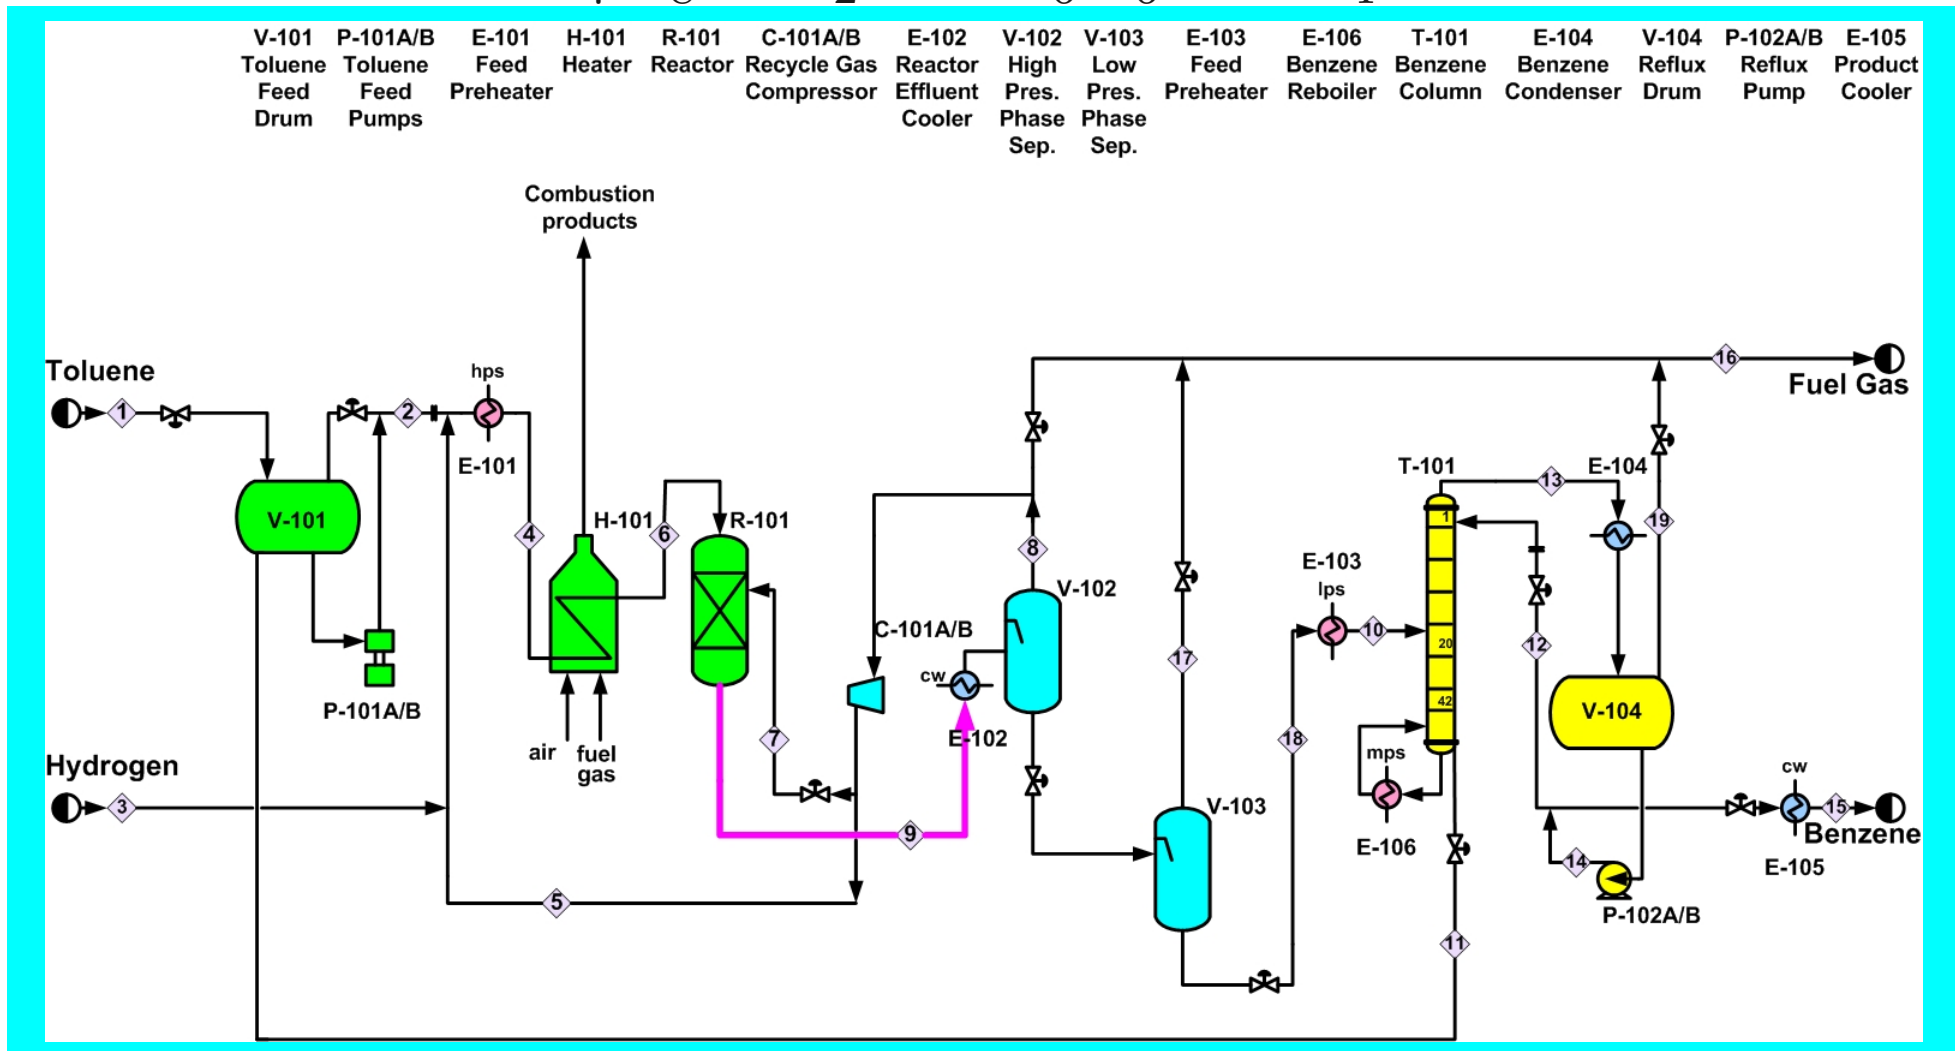 V-101 P-101A/B E-101 H-101 R-101 C-101A/B E-102 V-102 V-103 E-103 E-106 T-101 E-104 V-104 P-102A/B E-105
Toluene Toluene Feed Heater Reactor Recycle Gas Reactor High Low Feed Benzene Benzene Benzene Reflux Reflux Product
Feed Feed Preheater Compressor Effluent Pres. Pres. Preheater Reboiler Column Condenser Drum Pump Cooler
Drum Pumps Cooler Phase Phase
Sep. Sep.
Combustion
products
Toluene
hps
16
Fuel Gas
1
2
E-101
T-101
E-104
13
V-101
4
H-101
6
R-101
1
19
8
E-103
lps
V-102
C-101A/B
10
20
12
17
cw
42
V-104
P-101A/B
E-102
7
18
air
fuel
gas
mps
Hydrogen
cw
3
V-103
15
9
E-106
Benzene
14
E-105
5
P-102A/B
11